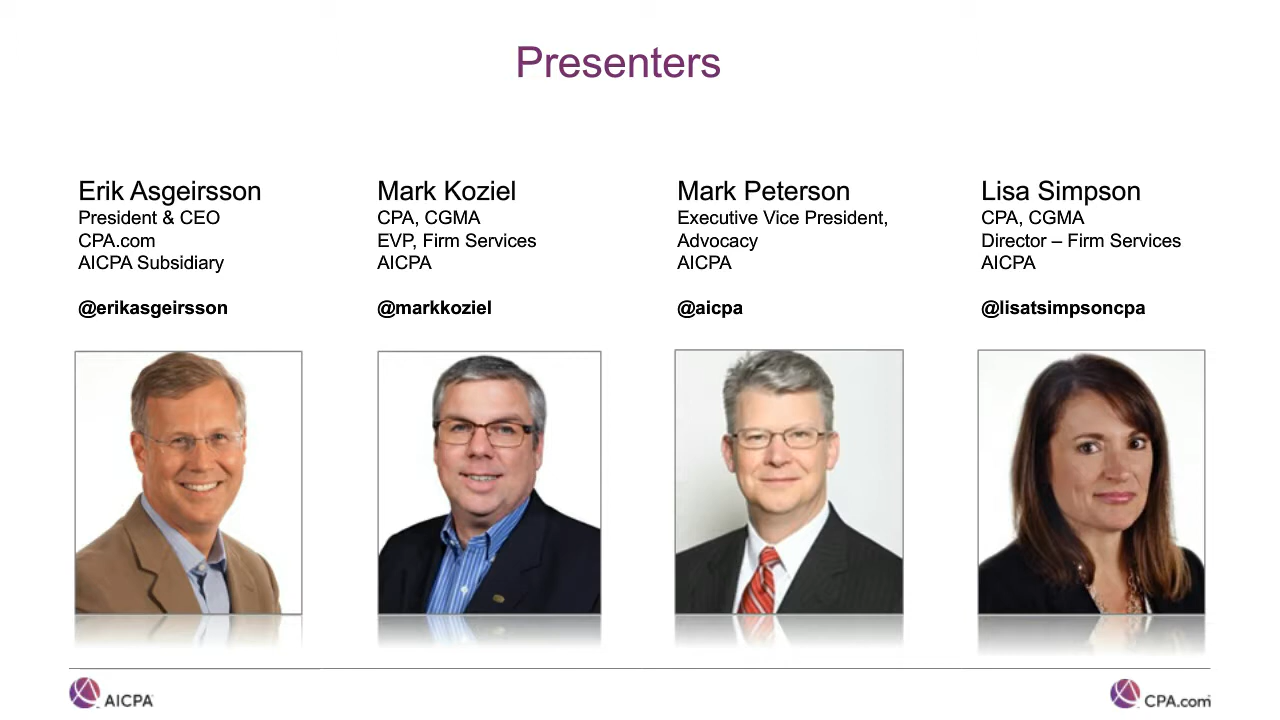 Presenters
Erik Asgeirsson
President & CEO
CPA.com
AICPA Subsidiary
@erikasgeirsson
Mark Koziel
CPA, CGMA
EVP, Firm Services
AICPA
@markkoziel
Mark Peterson
Executive Vice President,
Advocacy
AICPA
@aicpa
Lisa Simpson
CPA, CGMA
Director – Firm Services
AICPA
@lisatsimpsoncpa
AICPA
CPA.com